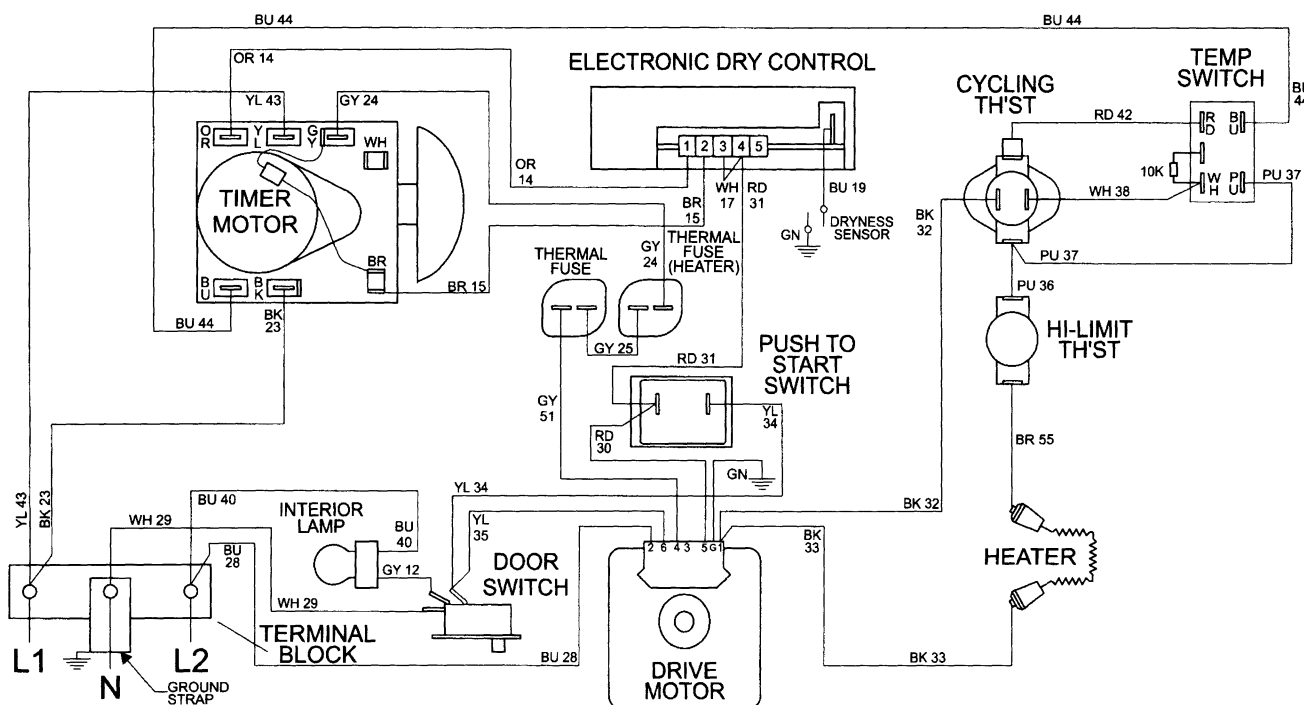 BU 44
BU 44
OR 14
YL 43
GY 24
ELECTRONIC DRY CONTROL
CYCLING
TH'ST
TEMP
SWITCH
RD 42
OR
YL
GY
WH
1 2 3 4 5
RD
BU
10K
WH
PU
PU 37
OR
14
BR
15
WH
17
RD
31
BU 19
DRYNESS
SENSOR
GN
BK
32
WH 38
TIMER
MOTOR
BR
BR 15
BU
BK
BU 44
BK
23
THERMAL
FUSE
GY
24
THERMAL
FUSE
(HEATER)
PU 37
PU 36
HI-LIMIT
TH'ST
GY 25
RD 31
PUSH TO
START
SWITCH
GY
51
RD
30
YL
34
GN
BR 55
YL 43
BK 23
BU 40
WH 29
BU
28
INTERIOR
LAMP
BU
40
GY 12
YL 34
YL
35
DOOR
SWITCH
BK 32
BK
33
2 6 4 3 5 G 1
HEATER
WH 29
L1
N
L2
TERMINAL
BLOCK
GROUND
STRAP
BU 28
DRIVE
MOTOR
BK 33